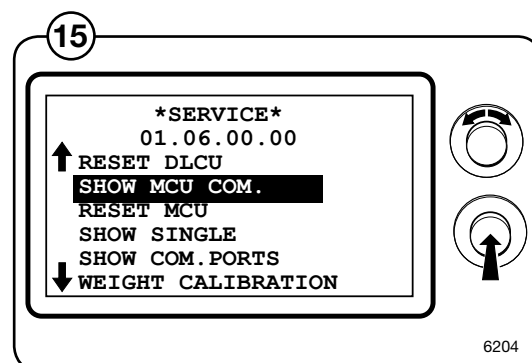 15
*SERVICE*
01.06.00.00
RESET DLCU
SHOW MCU COM.
RESET MCU
SHOW SINGLE
SHOW COM.PORTS
WEIGHT CALIBRATION
6204